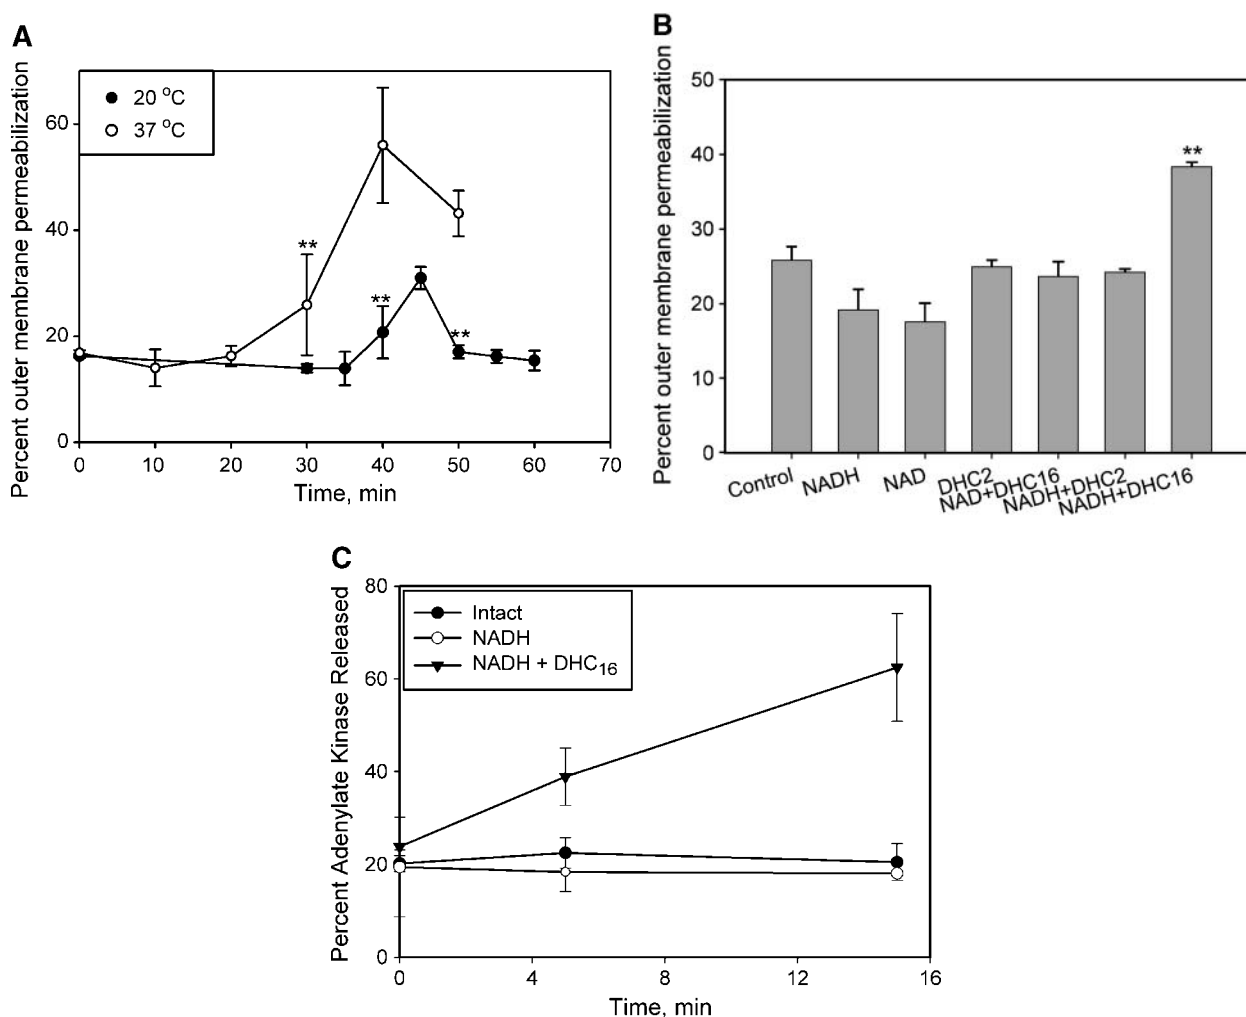 A
Percent outer membrane permeabilization
20 °C
37 °C
60
40
20
0
**
**
**
0 10 20 30 40 50 60 70
Time, min
B
Percent outer membrane permeabilization
50
40
30
20
10
0
**
Control
NADH
NAD
DHC2
NAD+DHC16
NADH+DHC2
NADH+DHC16
C
Percent Adenylate Kinase Released
80
60
40
20
0
Intact
NADH
NADH + DHC₁₆
0 4 8 12 16
Time, min